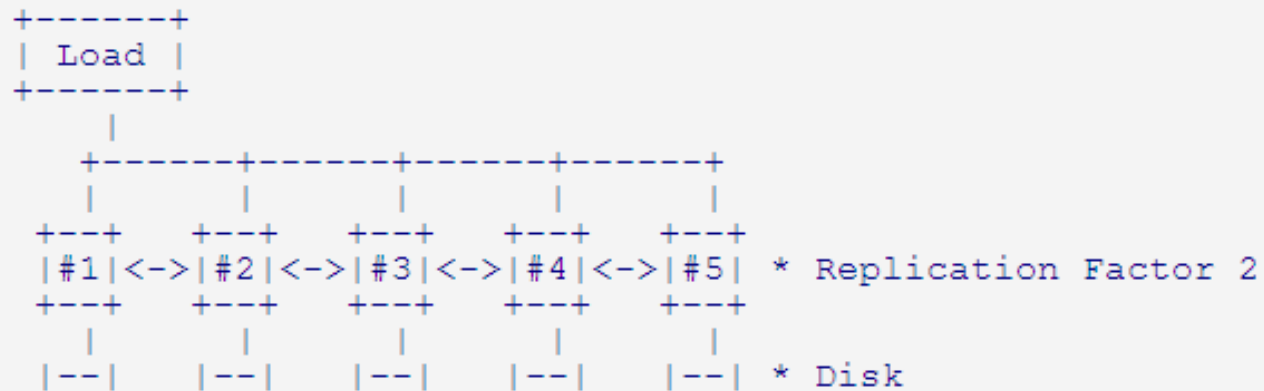 +------+
| Load |
+------+
      |
    +------+------+------+------+
    |      |      |      |      |
  +---+  +---+  +---+  +---+  +---+
  |#1|<->|#2|<->|#3|<->|#4|<->|#5| * Replication Factor 2
  +--+   +--+   +--+   +--+   +--+
    |      |      |      |      |
  |--|   |--|   |--|   |--|   |--| * Disk